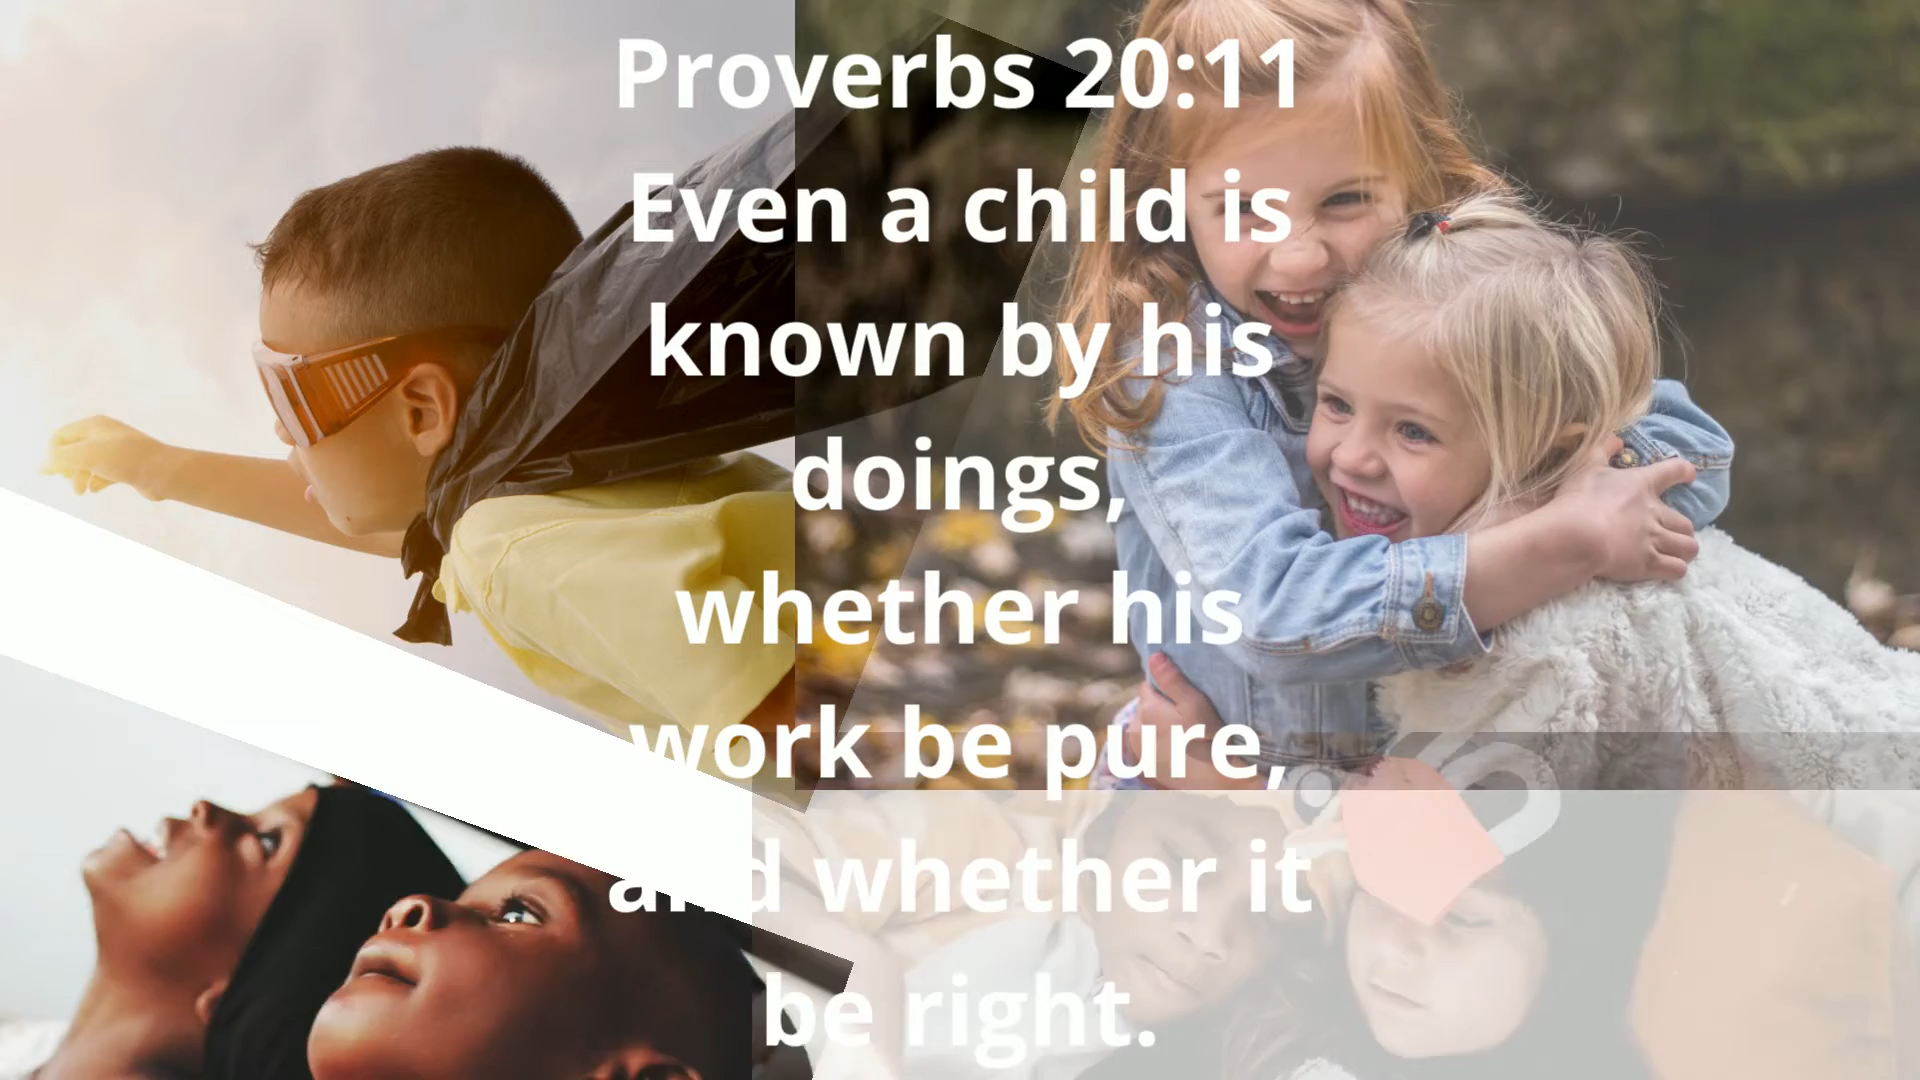 Proverbs 20:11
Even a child is
known by his
doings,
whether his
work be pure,
and whether it
be right.